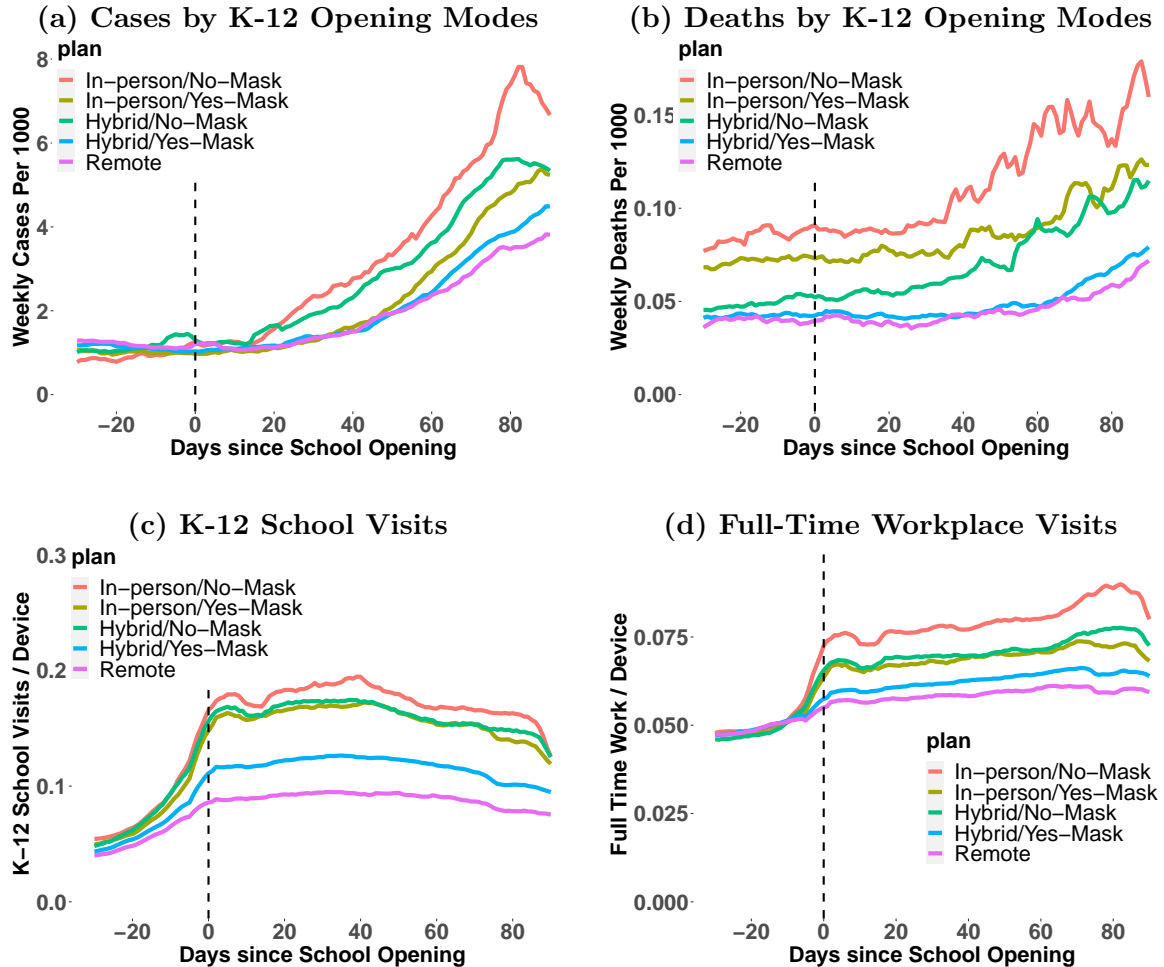 (a) Cases by K-12 Opening Modes
plan
In-person/No-Mask
In-person/Yes-Mask
Hybrid/No-Mask
Hybrid/Yes-Mask
Remote
Weekly Cases Per 1000
8
6
4
2
0
−20 0 20 40 60 80
Days since School Opening
(b) Deaths by K-12 Opening Modes
plan
In-person/No-Mask
In-person/Yes-Mask
Hybrid/No-Mask
Hybrid/Yes-Mask
Remote
Weekly Deaths Per 1000
0.15
0.10
0.05
0.00
−20 0 20 40 60 80
Days since School Opening
(c) K-12 School Visits
plan
In−person/No−Mask
In−person/Yes−Mask
Hybrid/No−Mask
Hybrid/Yes−Mask
Remote
K−12 School Visits / Device
0.3
0.2
0.1
0.0
−20 0 20 40 60 80
Days since School Opening
(d) Full-Time Workplace Visits
Full Time Work / Device
0.075
0.050
0.025
0.000
plan
In−person/No−Mask
In−person/Yes−Mask
Hybrid/No−Mask
Hybrid/Yes−Mask
Remote
−20 0 20 40 60 80
Days since School Opening